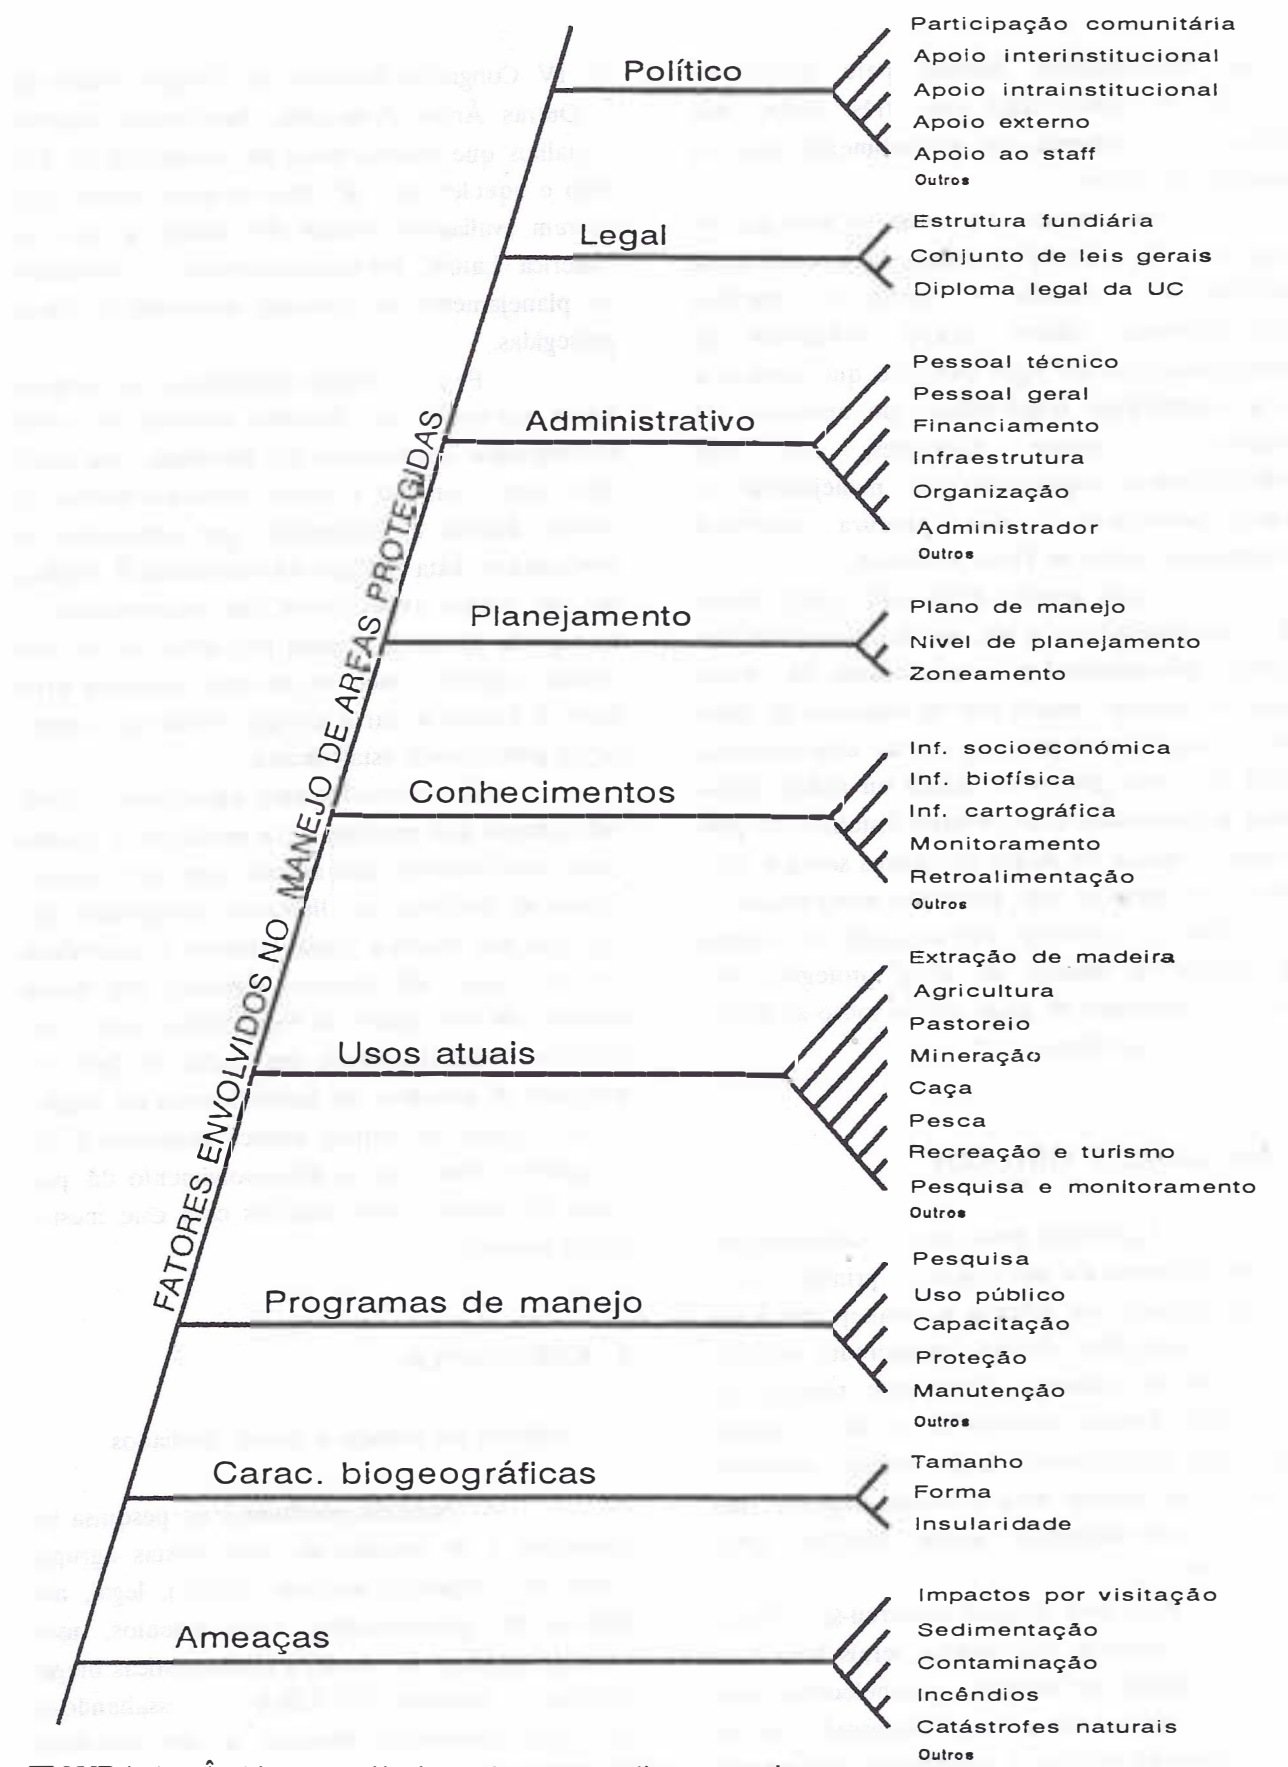 FATORES ENVOLVIDOS NO MANEJO DE AREAS PROTEGIDAS
Político
Participação comunitária
Apoio interinstitucional
Apoio intrainstitucional
Apoio externo
Apoio ao staff
Outros
Legal
Estrutura fundiária
Conjunto de leis gerais
Diploma legal da UC
Administrativo
Pessoal técnico
Pessoal geral
Financiamento
Infraestrutura
Organização
Administrador
Outros
Planejamento
Plano de manejo
Nivel de planejamento
Zoneamento
Conhecimentos
Inf. socioeconómica
Inf. biofísica
Inf. cartográfica
Monitoramento
Retroalimentação
Outros
Usos atuais
Extração de madeira
Agricultura
Pastoreio
Mineração
Caça
Pesca
Recreação e turismo
Pesquisa e monitoramento
Outros
Programas de manejo
Pesquisa
Uso público
Capacitação
Proteção
Manutenção
Outros
Carac. biogeográficas
Tamanho
Forma
Insularidade
Ameaças
Impactos por visitação
Sedimentação
Contaminação
Incêndios
Catástrofes naturais
Outros